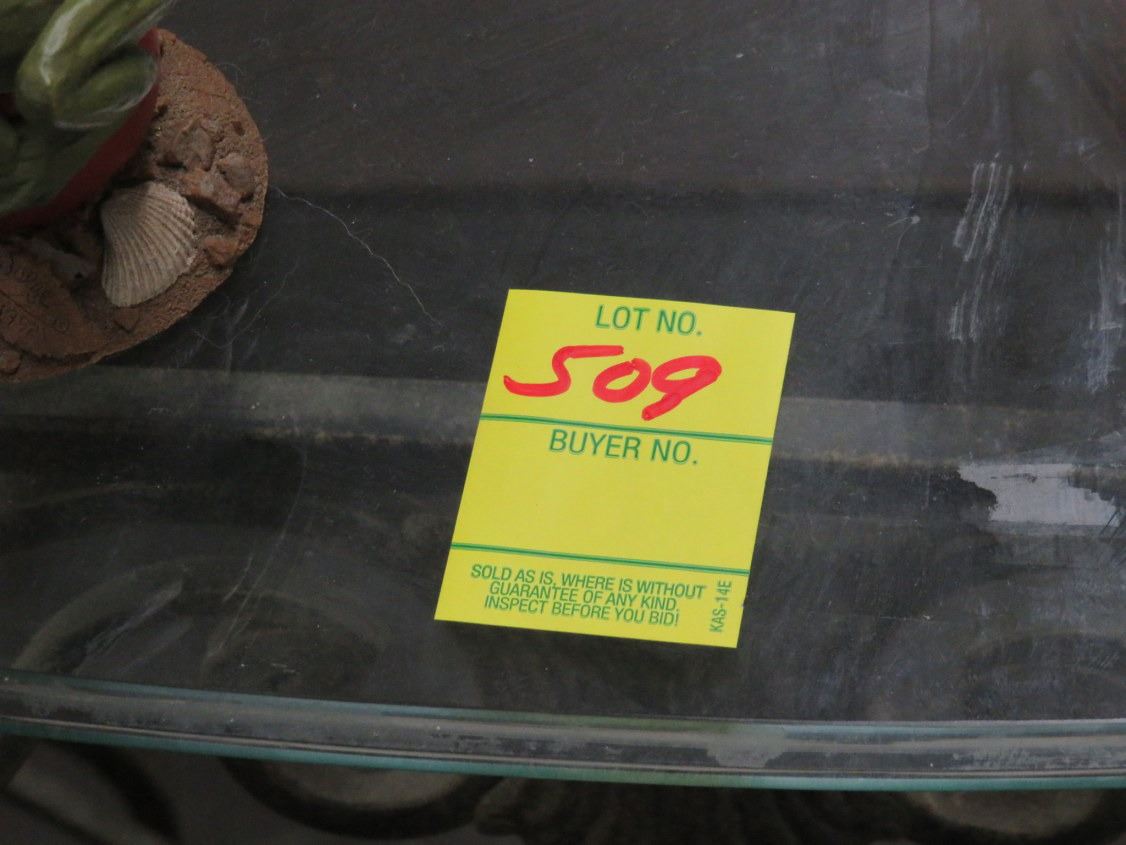 LOT NO.
509
BUYER NO.
SOLD AS IS, WHERE IS WITHOUT
GUARANTEE OF ANY KIND,
INSPECT BEFORE YOU BID!
KAS-14E